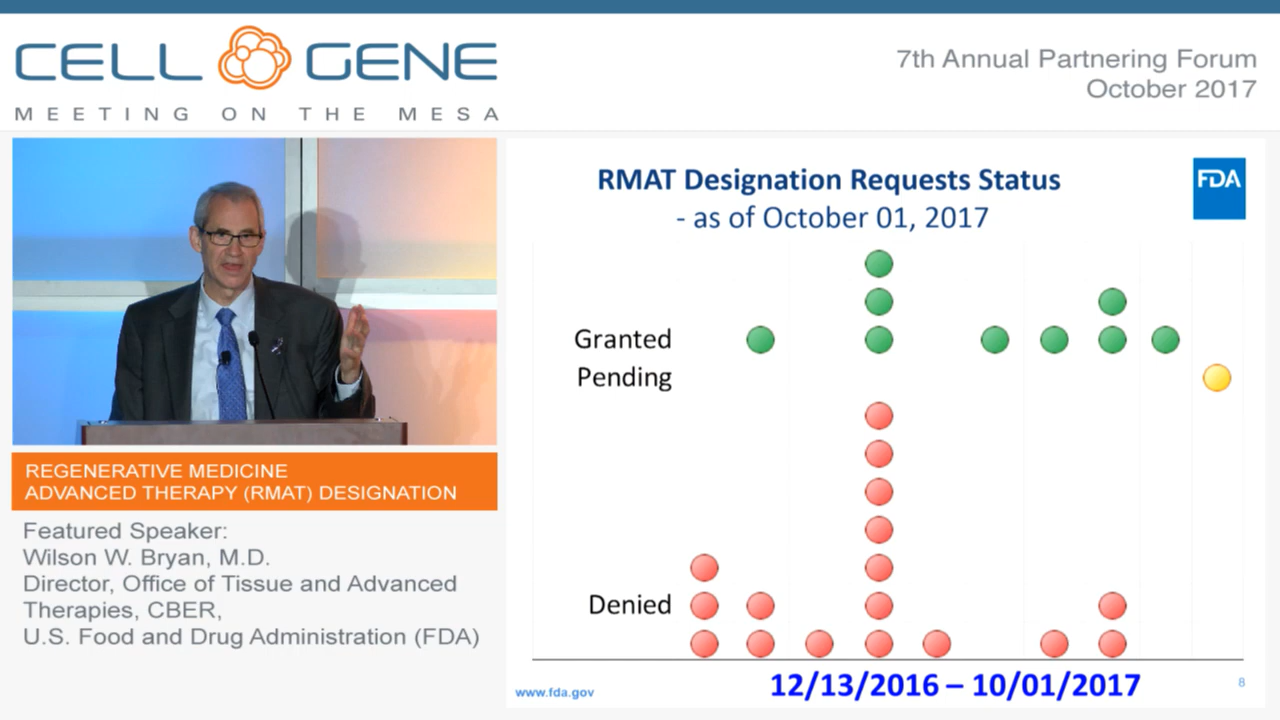 CELL GENE
MEETING ON THE MESA
7th Annual Partnering Forum
October 2017
REGENERATIVE MEDICINE
ADVANCED THERAPY (RMAT) DESIGNATION
Featured Speaker:
Wilson W. Bryan, M.D.
Director, Office of Tissue and Advanced
Therapies, CBER,
U.S. Food and Drug Administration (FDA)
RMAT Designation Requests Status
- as of October 01, 2017
FDA
Granted
Pending
Denied
12/13/2016 – 10/01/2017
www.fda.gov
8